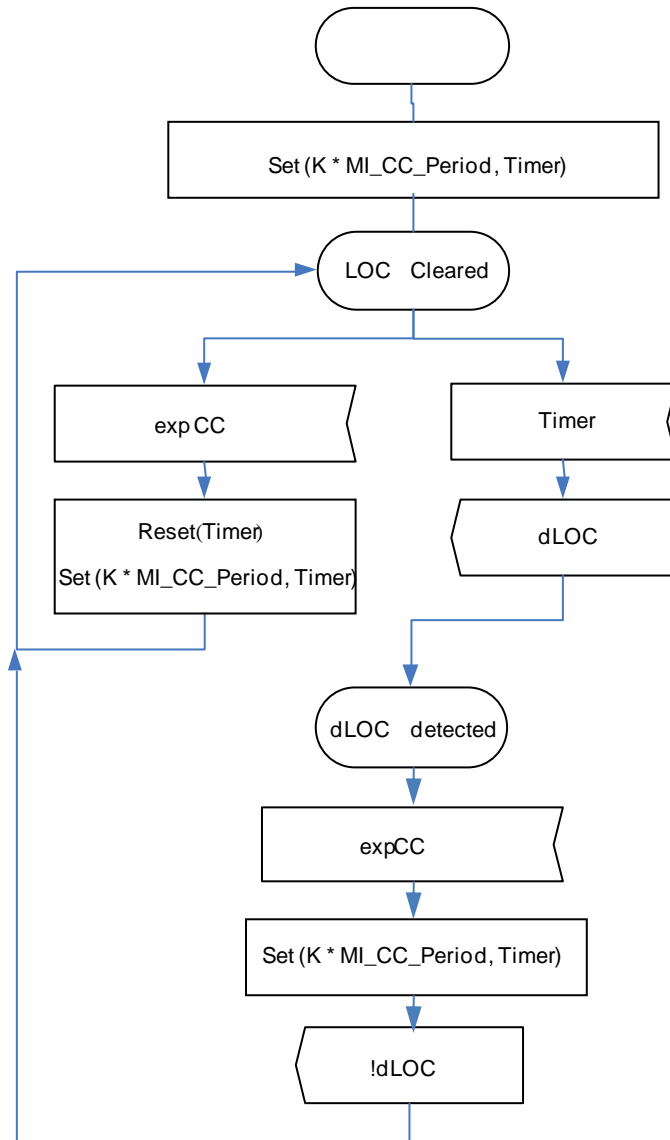 Set (K * MI_CC_Period, Timer)
LOC Cleared
exp CC
Timer
Reset(Timer)
Set (K * MI_CC_Period, Timer)
dLOC
dLOC detected
expCC
Set (K * MI_CC_Period, Timer)
!dLOC